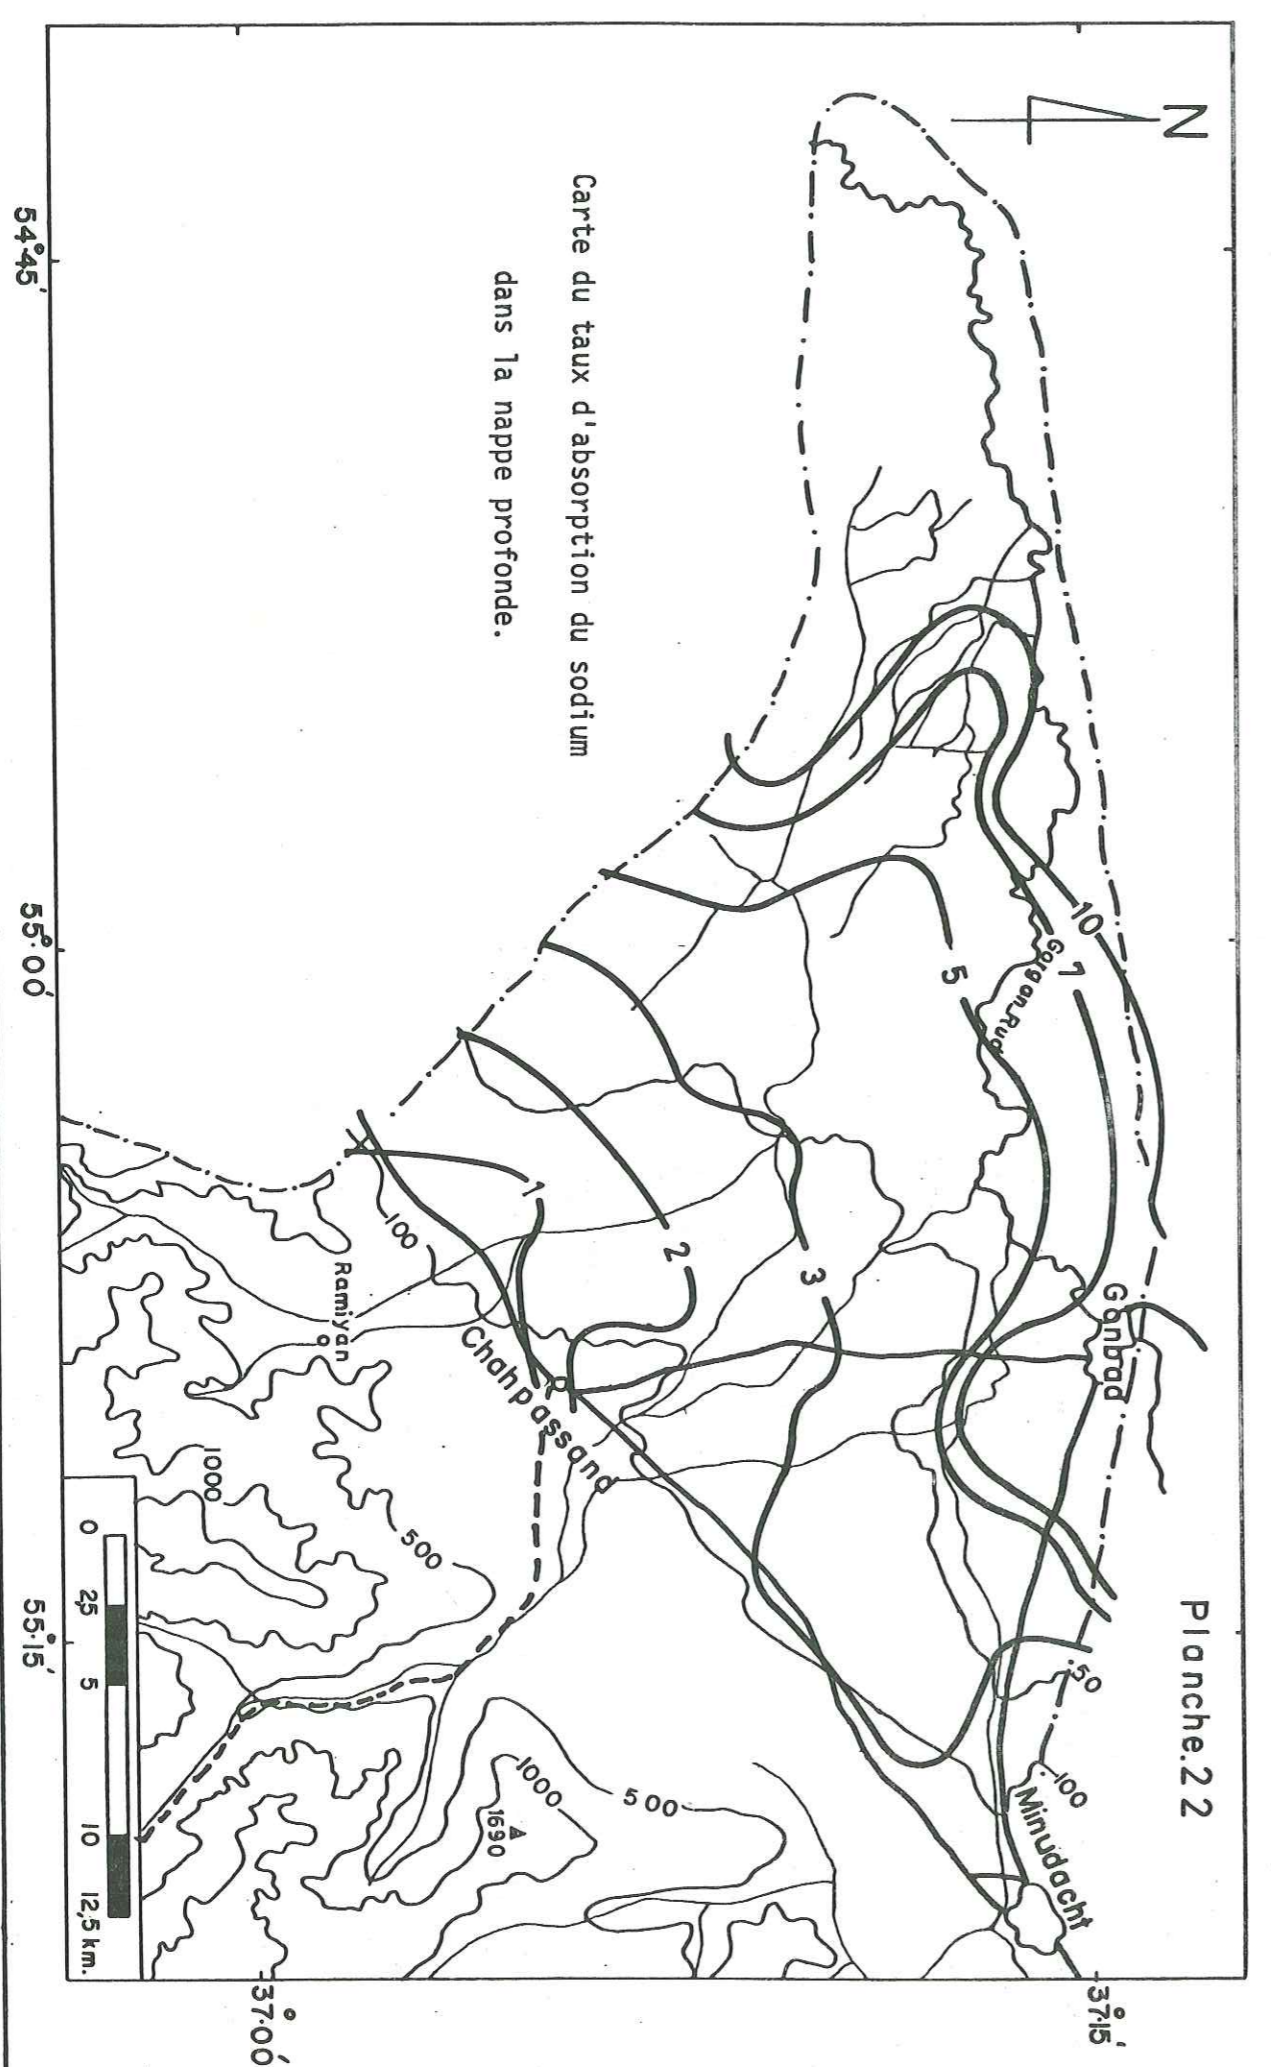 Planche.22
N
Carte du taux d'absorption du sodium
dans la nappe profonde.
10
7
5
3
2
1
Gorgan-Rud
Gonbad
Minudacht
Chahpassand
Ramiyan
50
100
100
500
500
1000
1000
1690
0 2,5 5 10 12,5 km.
54°45'
55°00'
55°15'
37°00'
37°15'